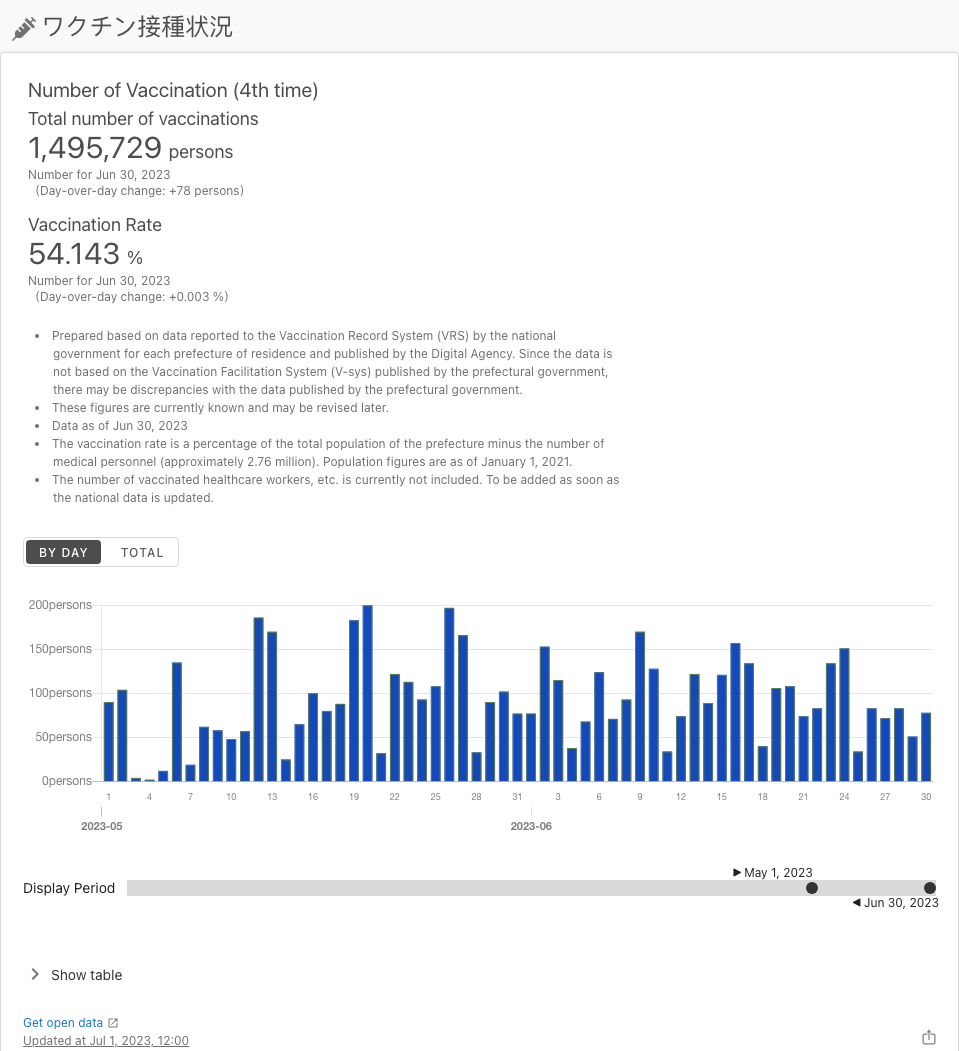 ワクチン接種状況
Number of Vaccination (4th time)
Total number of vaccinations
1,495,729 persons
Number for Jun 30, 2023
(Day-over-day change: +78 persons)
Vaccination Rate
54.143 %
Number for Jun 30, 2023
(Day-over-day change: +0.003 %)
• Prepared based on data reported to the Vaccination Record System (VRS) by the national
government for each prefecture of residence and published by the Digital Agency. Since the data is
not based on the Vaccination Facilitation System (V-sys) published by the prefectural government,
there may be discrepancies with the data published by the prefectural government.
• These figures are currently known and may be revised later.
• Data as of Jun 30, 2023
• The vaccination rate is a percentage of the total population of the prefecture minus the number of
medical personnel (approximately 2.76 million). Population figures are as of January 1, 2021.
• The number of vaccinated healthcare workers, etc. is currently not included. To be added as soon as
the national data is updated.
BY DAY TOTAL
200persons
150persons
100persons
50persons
0persons
1 4 7 10 13 16 19 22 25 28 31 3 6 9 12 15 18 21 24 27 30
2023-05 2023-06
May 1, 2023
Display Period
Jun 30, 2023
Show table
Get open data
Updated at Jul 1, 2023, 12:00